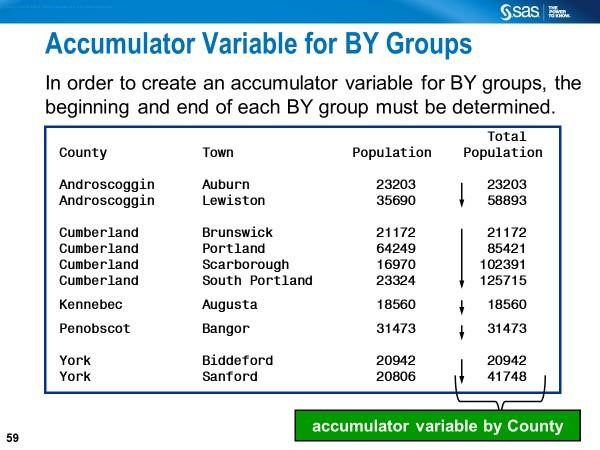 sas THE POWER TO KNOW.
Accumulator Variable for BY Groups
In order to create an accumulator variable for BY groups, the
beginning and end of each BY group must be determined.
Total
County Town Population Population
Androscoggin Auburn 23203 23203
Androscoggin Lewiston 35690 58893
Cumberland Brunswick 21172 21172
Cumberland Portland 64249 85421
Cumberland Scarborough 16970 102391
Cumberland South Portland 23324 125715
Kennebec Augusta 18560 18560
Penobscot Bangor 31473 31473
York Biddeford 20942 20942
York Sanford 20806 41748
accumulator variable by County
59